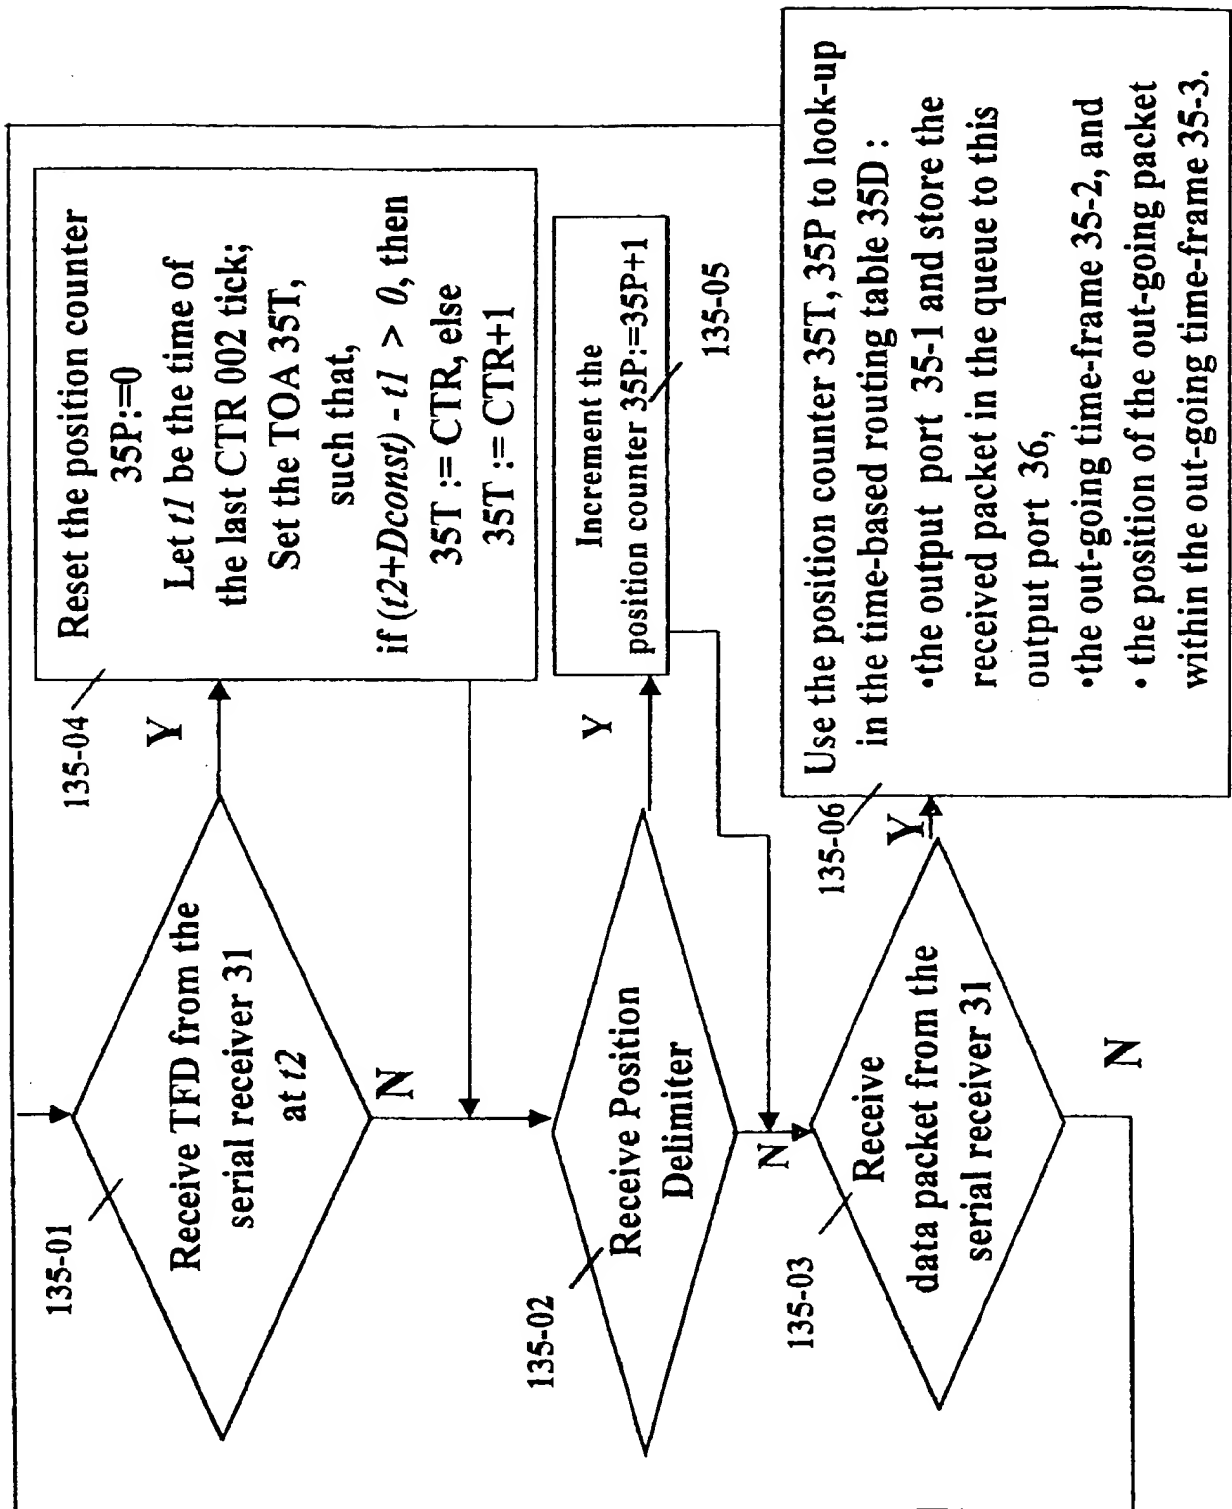 135-01
Receive TFD from the
serial receiver 31
at t2
Y
N
135-04
Reset the position counter
35P:=0
Let t1 be the time of
the last CTR 002 tick;
Set the TOA 35T,
such that,
if (t2+Dconst) - t1 > 0, then
35T := CTR, else
35T := CTR+1
135-02
Receive Position
Delimiter
Y
N
Increment the
position counter 35P:=35P+1
135-05
135-03
Receive
data packet from the
serial receiver 31
Y
N
135-06
Use the position counter 35T, 35P to look-up
in the time-based routing table 35D :
•the output port 35-1 and store the
received packet in the queue to this
output port 36,
•the out-going time-frame 35-2, and
• the position of the out-going packet
within the out-going time-frame 35-3.